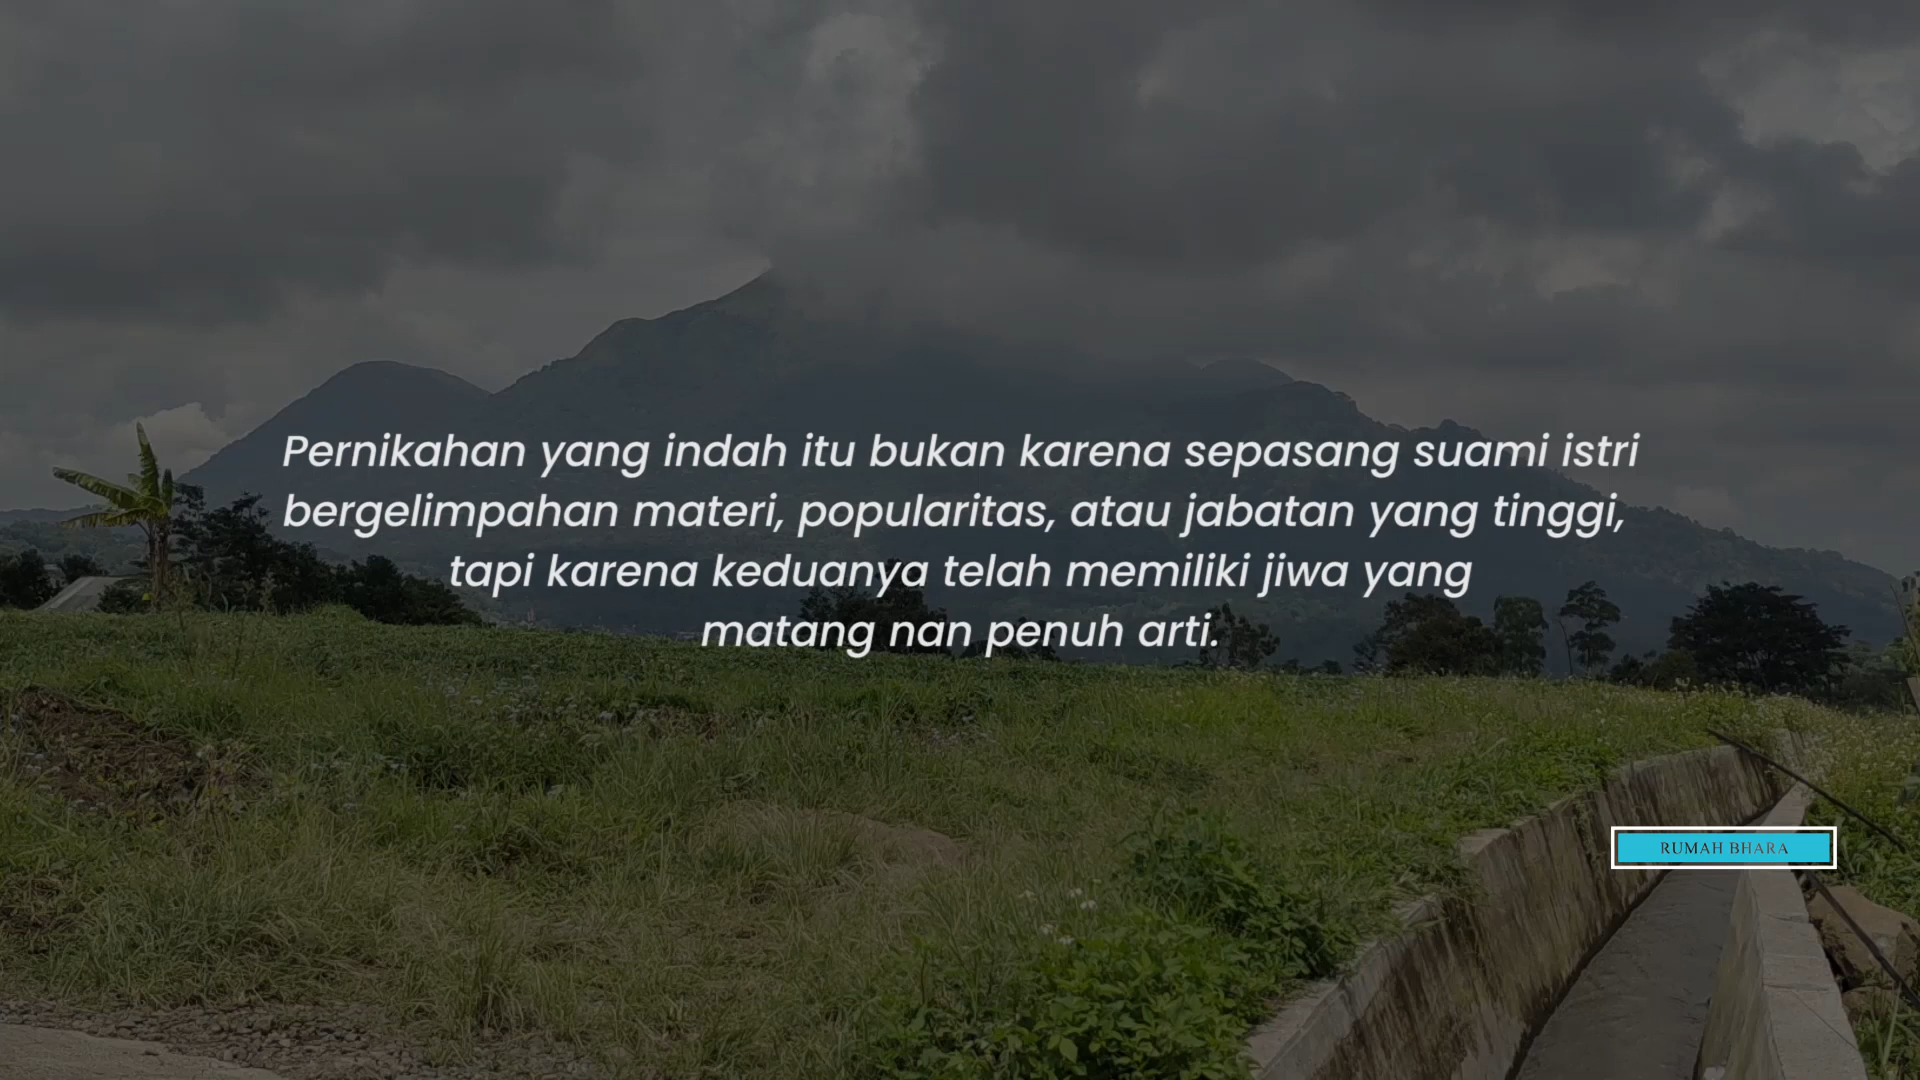 Pernikahan yang indah itu bukan karena sepasang suami istri
bergelimpahan materi, popularitas, atau jabatan yang tinggi,
tapi karena keduanya telah memiliki jiwa yang
matang nan penuh arti.
RUMAH BHARA